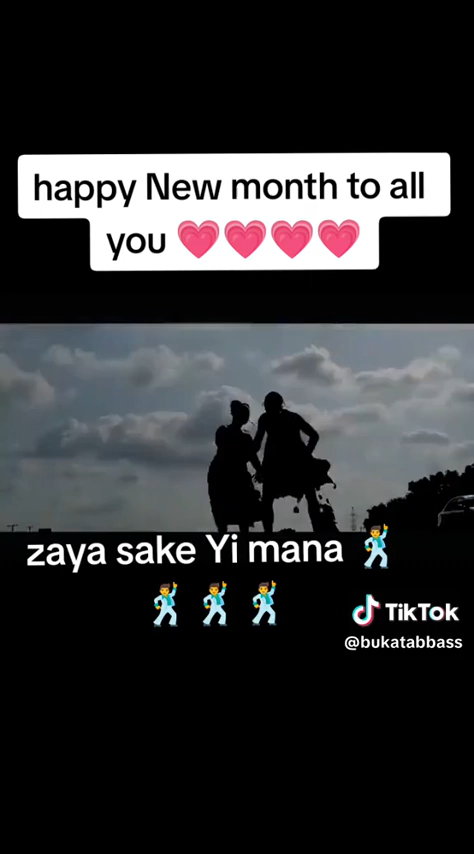 happy New month to all
you 💗💗💗💗
zaya sake Yi mana 🕺
🕺🕺🕺
TikTok
@bukatabbass